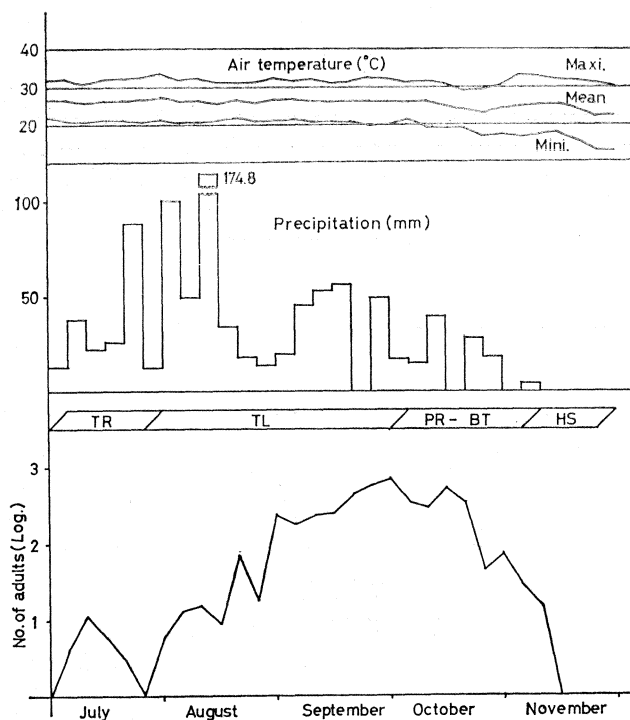 40
Air temperature (°C)
Maxi.
30
Mean
20
Mini.
174.8
100
Precipitation (mm)
50
TR TL PR - BT HS
3
2
1
No. of adults (Log.)
July August September October November